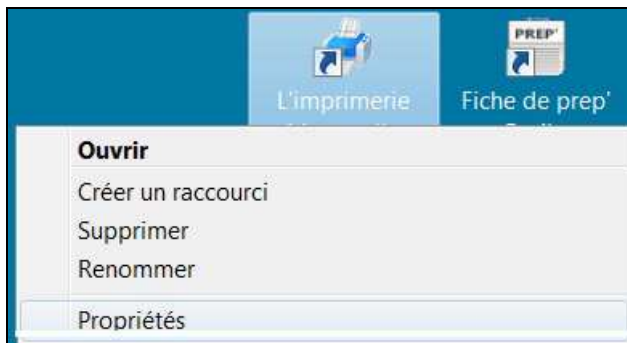 PREP'
L'imprimerie
Fiche de prep'
Ouvrir
Créer un raccourci
Supprimer
Renommer
Propriétés